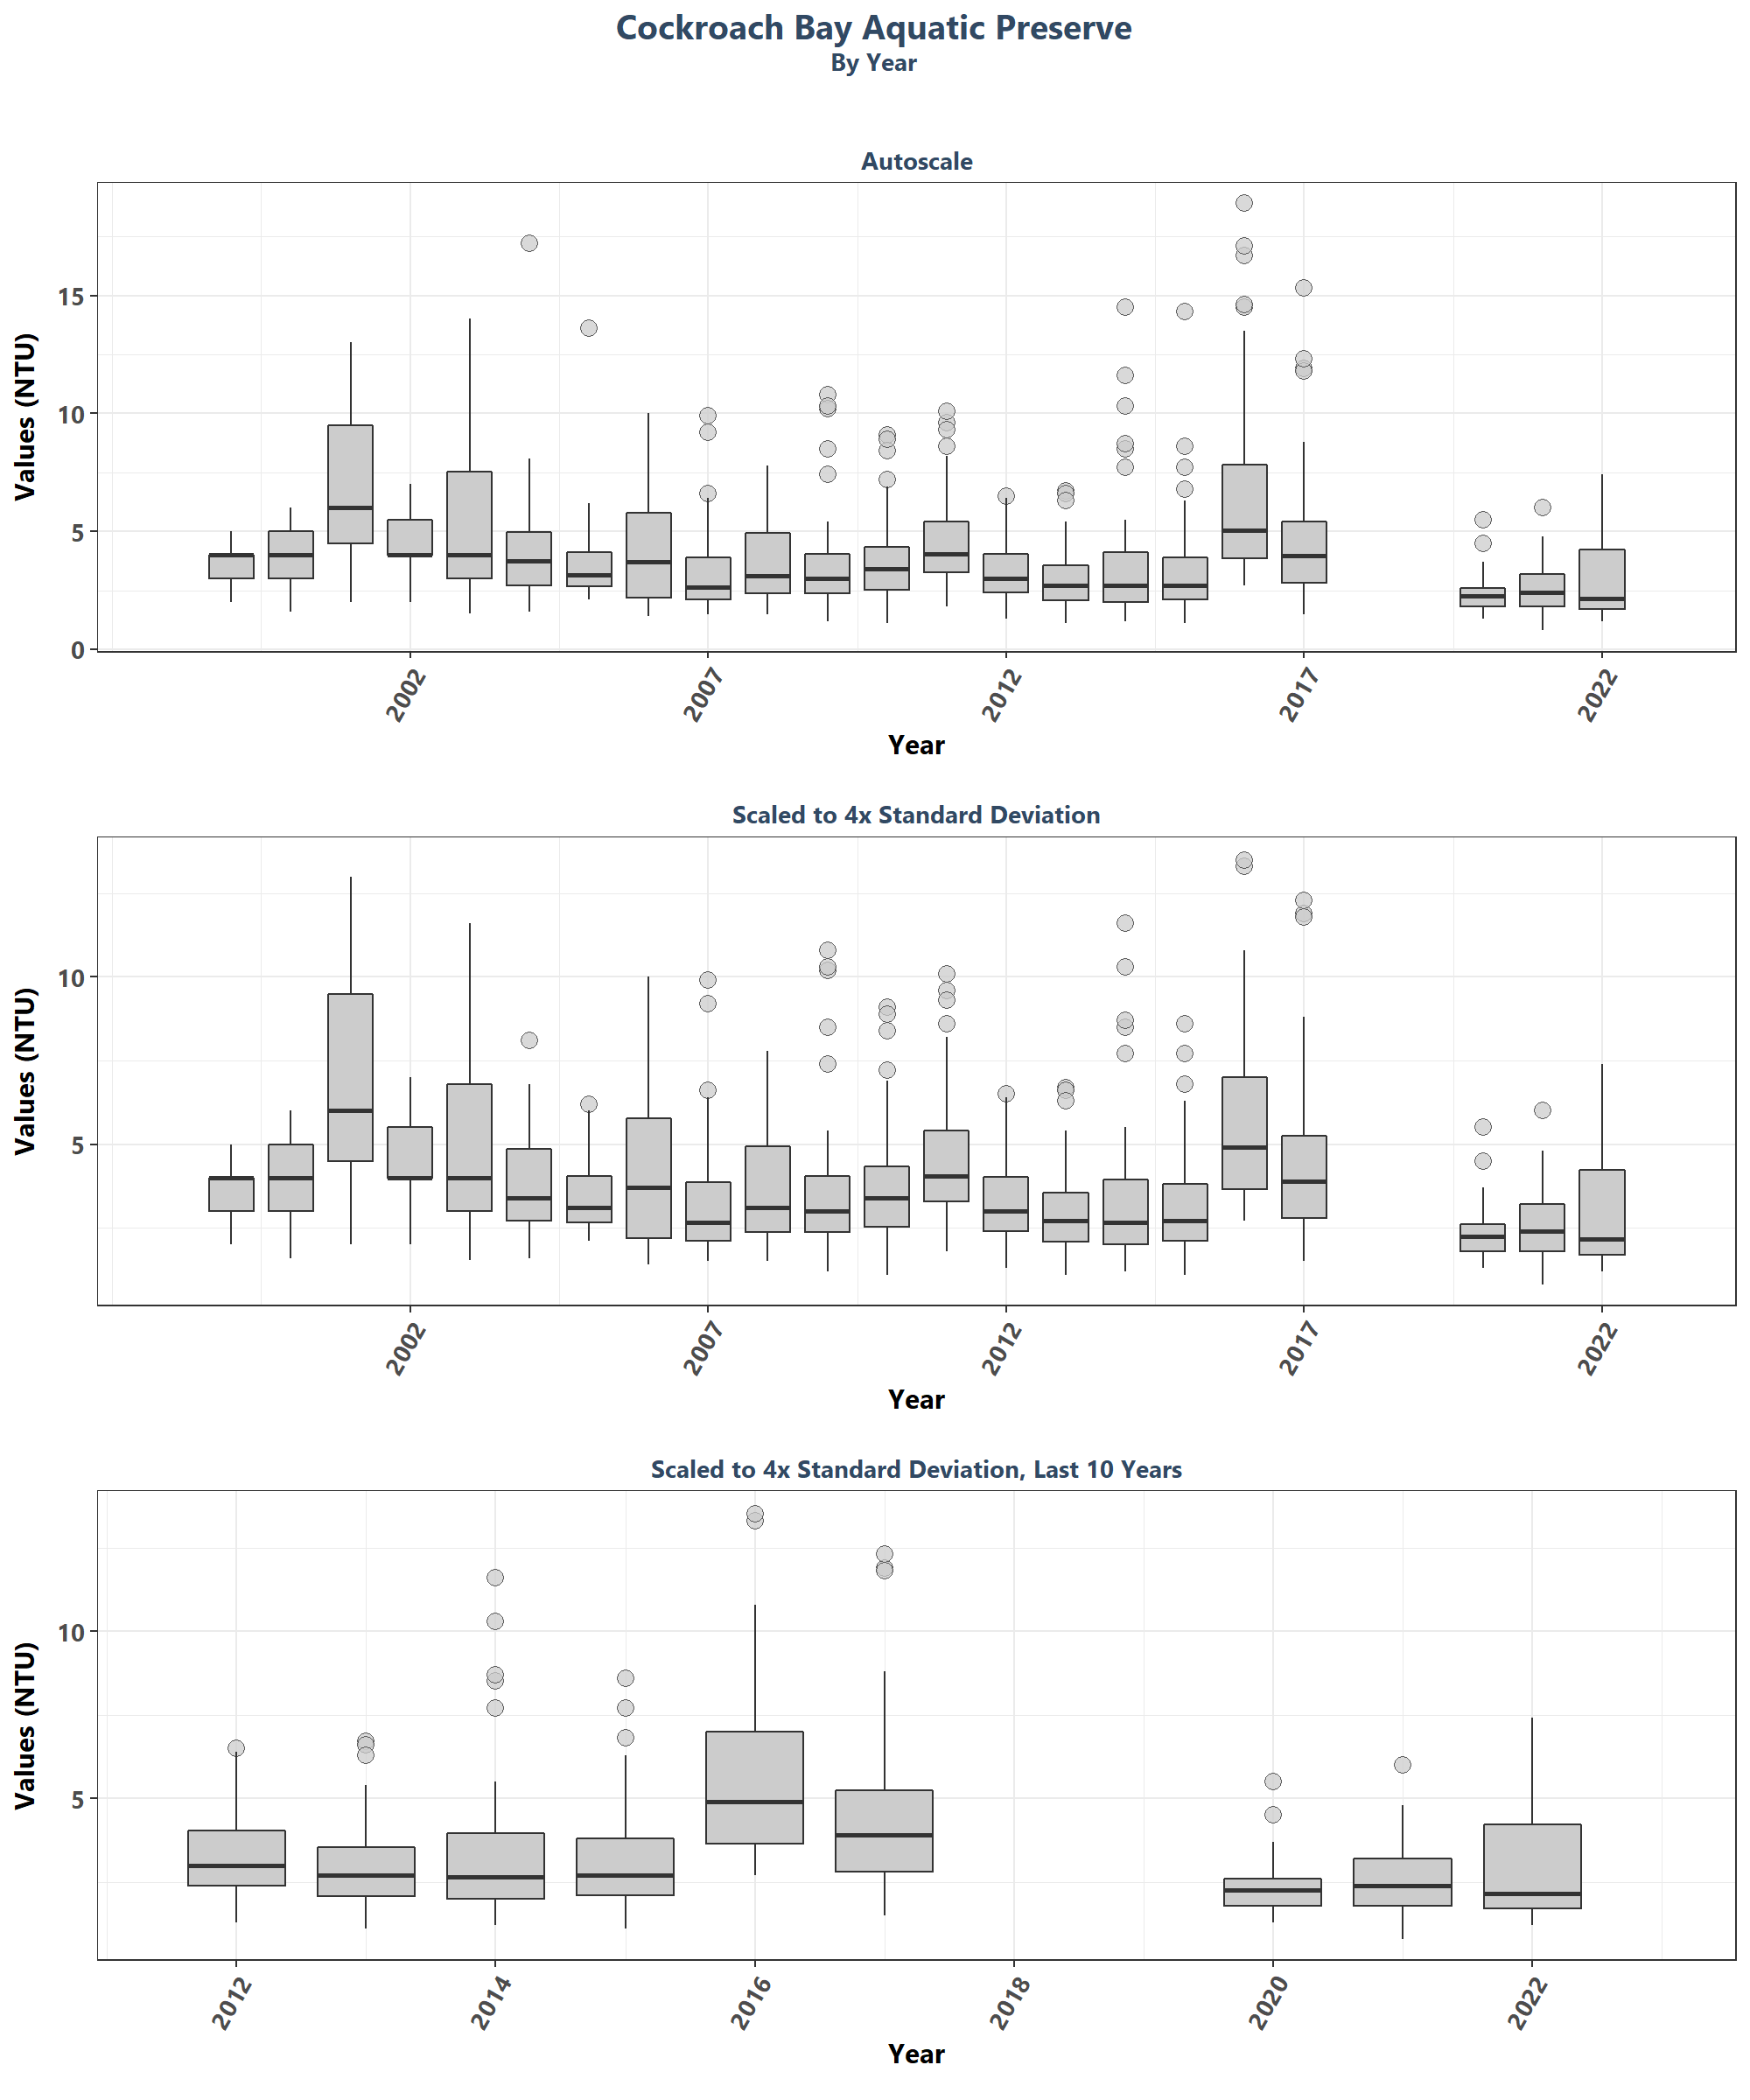 Cockroach Bay Aquatic Preserve
By Year
Autoscale
Values (NTU)
15
10
5
0
2002
2007
2012
2017
2022
Year
Scaled to 4x Standard Deviation
Values (NTU)
10
5
2002
2007
2012
2017
2022
Year
Scaled to 4x Standard Deviation, Last 10 Years
Values (NTU)
10
5
2012
2014
2016
2018
2020
2022
Year